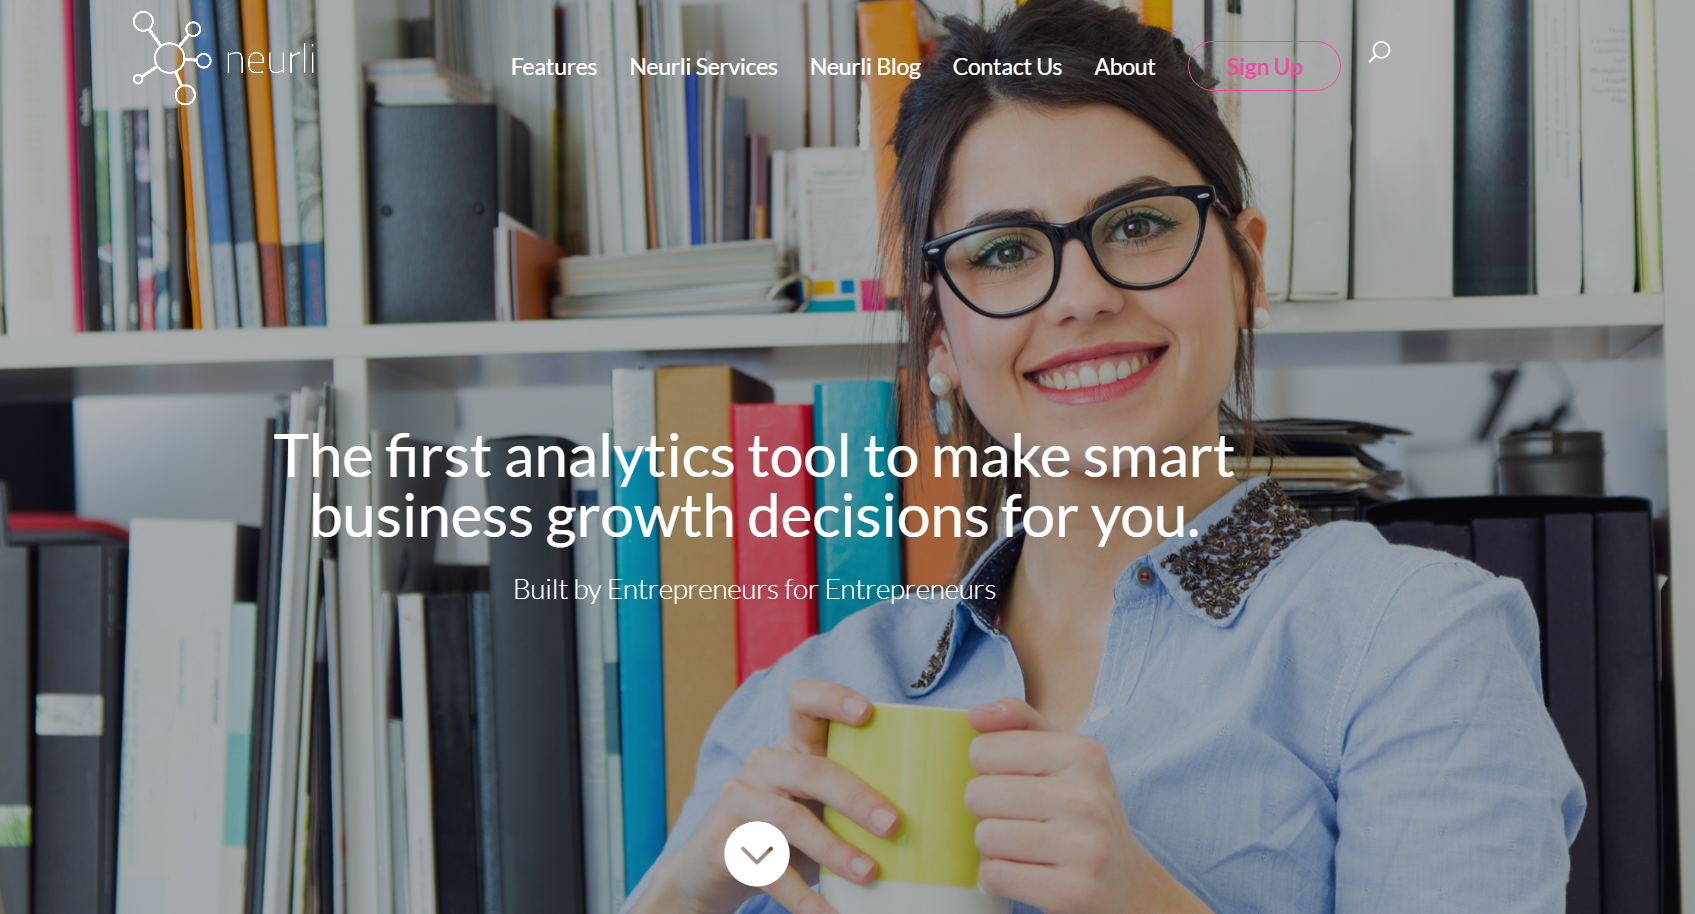 neurli
Features Neurli Services Neurli Blog Contact Us About Sign Up
The first analytics tool to make smart
business growth decisions for you.
Built by Entrepreneurs for Entrepreneurs